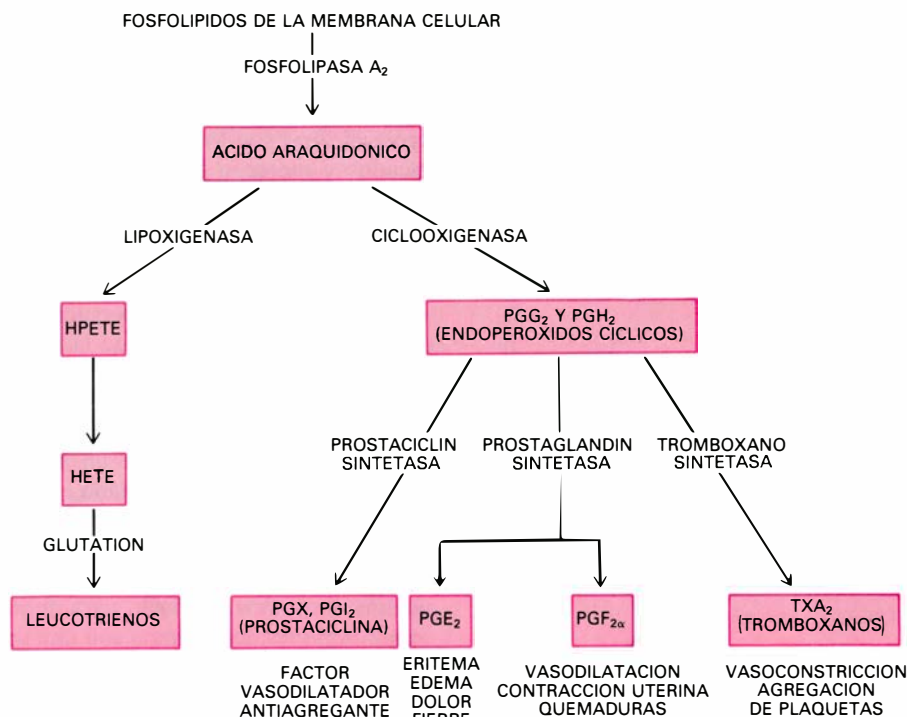 FOSFOLIPIDOS DE LA MEMBRANA CELULAR
FOSFOLIPASA A₂
ACIDO ARAQUIDONICO
LIPOXIGENASA
CICLOOXIGENASA
HPETE
PGG₂ Y PGH₂
(ENDOPEROXIDOS CICLICOS)
HETE
GLUTATION
LEUCOTRIENOS
PROSTACICLIN
SINTETASA
PROSTAGLANDIN
SINTETASA
TROMBOXANO
SINTETASA
PGX, PGI₂
(PROSTACICLINA)
FACTOR
VASODILATADOR
ANTIAGREGANTE
PGE₂
ERITEMA
EDEMA
DOLOR
FIEBRE
PGF₂α
VASODILATACION
CONTRACCION UTERINA
QUEMADURAS
TXA₂
(TROMBOXANOS)
VASOCONSTRICCION
AGREGACION
DE PLAQUETAS